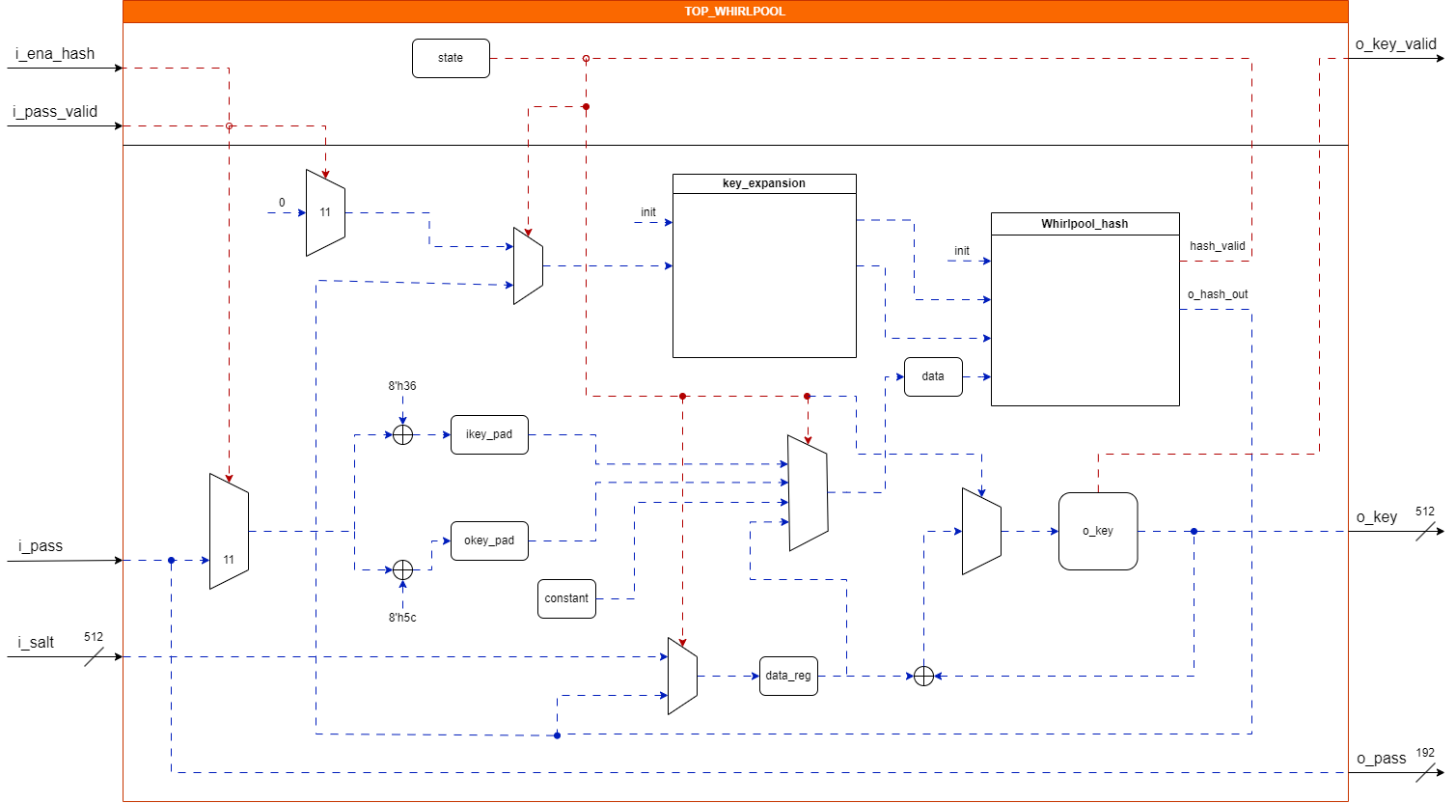 TOP_WHIRLPOOL
i_ena_hash
state
o_key_valid
i_pass_valid
key_expansion
0
11
init
Whirlpool_hash
hash_valid
init
o_hash_out
data
8'h36
ikey_pad
i_pass
11
okey_pad
o_key
o_key
512
constant
8'h5c
i_salt
512
data_reg
o_pass
192